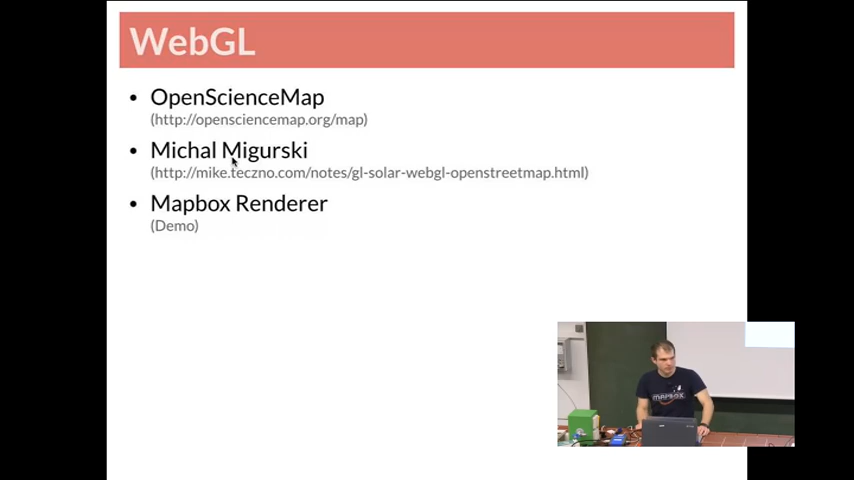 WebGL
• OpenScienceMap
(http://opensciencemap.org/map)
• Michal Migurski
(http://mike.teczno.com/notes/gl-solar-webgl-openstreetmap.html)
• Mapbox Renderer
(Demo)
MAPBOX